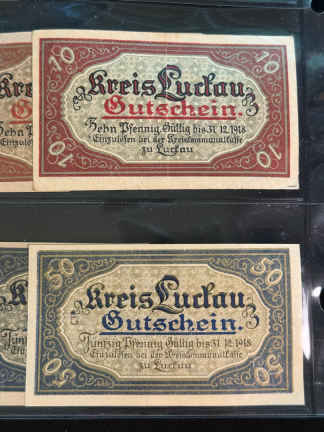 10 10
Kreis Luckau
Gutschein.
Zehn Pfennig Gültig bis 31. 12. 1918
Einzulösen bei der Kreiskommunalkasse
zu Luckau
10 10
50 50
Kreis Luckau
Gutschein.
Fünfzig Pfennig Gültig bis 31. 12. 1918
Einzulösen bei der Kreiskommunalkasse
zu Luckau
50 50